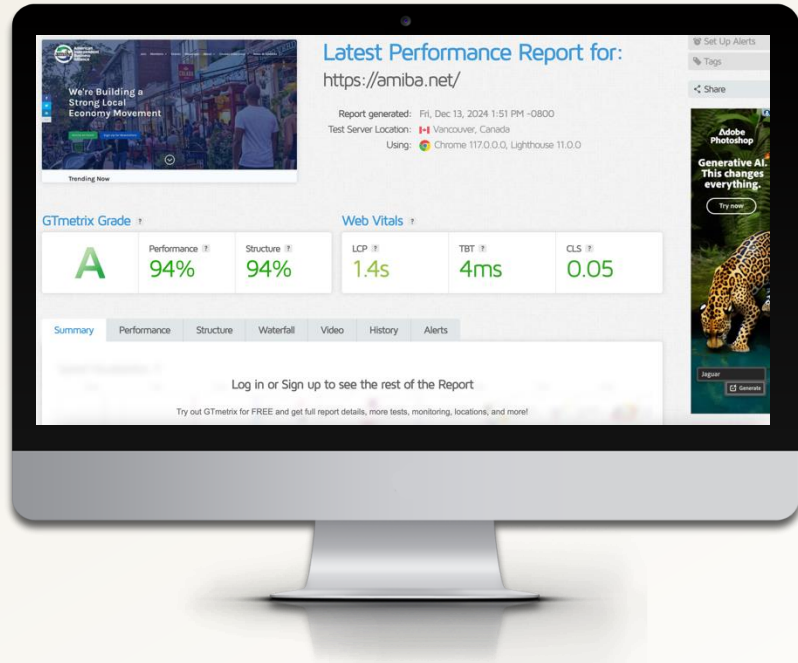 American
Independent
Business
Alliance
We're Building a
Strong Local
Economy Movement
Trending Now
Latest Performance Report for:
https://amiba.net/
Report generated: Fri, Dec 13, 2024 1:51 PM -0800
Test Server Location: Vancouver, Canada
Using: Chrome 117.0.0.0, Lighthouse 11.0.0
Set Up Alerts
Tags
Share
Adobe
Photoshop
Generative AI.
This changes
everything.
Try now
Jaguar
Generate
GTmetrix Grade ?
Web Vitals ?
A
Performance ?
94%
Structure ?
94%
LCP ?
1.4s
TBT ?
4ms
CLS ?
0.05
Summary Performance Structure Waterfall Video History Alerts
Log in or Sign up to see the rest of the Report
Try out GTmetrix for FREE and get full report details, more tests, monitoring, locations, and more!